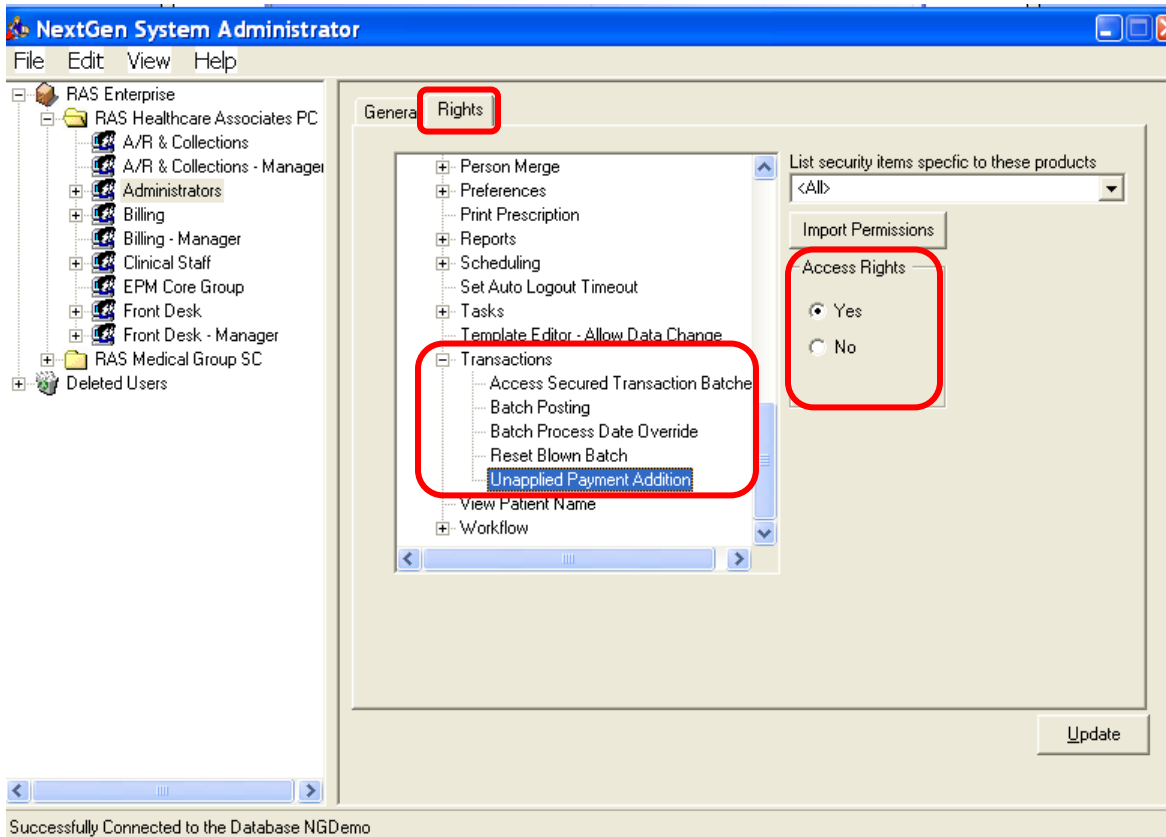 NextGen System Administrator
File Edit View Help
RAS Enterprise
RAS Healthcare Associates PC
A/R & Collections
A/R & Collections - Manager
Administrators
Billing
Billing - Manager
Clinical Staff
EPM Core Group
Front Desk
Front Desk - Manager
RAS Medical Group SC
Deleted Users
Genera Rights
Person Merge
Preferences
Print Prescription
Reports
Scheduling
Set Auto Logout Timeout
Tasks
Template Editor - Allow Data Change
Transactions
Access Secured Transaction Batche
Batch Posting
Batch Process Date Override
Reset Blown Batch
Unapplied Payment Addition
View Patient Name
Workflow
List security items specfic to these products
<All>
Import Permissions
Access Rights
Yes
No
Update
Successfully Connected to the Database NGDemo